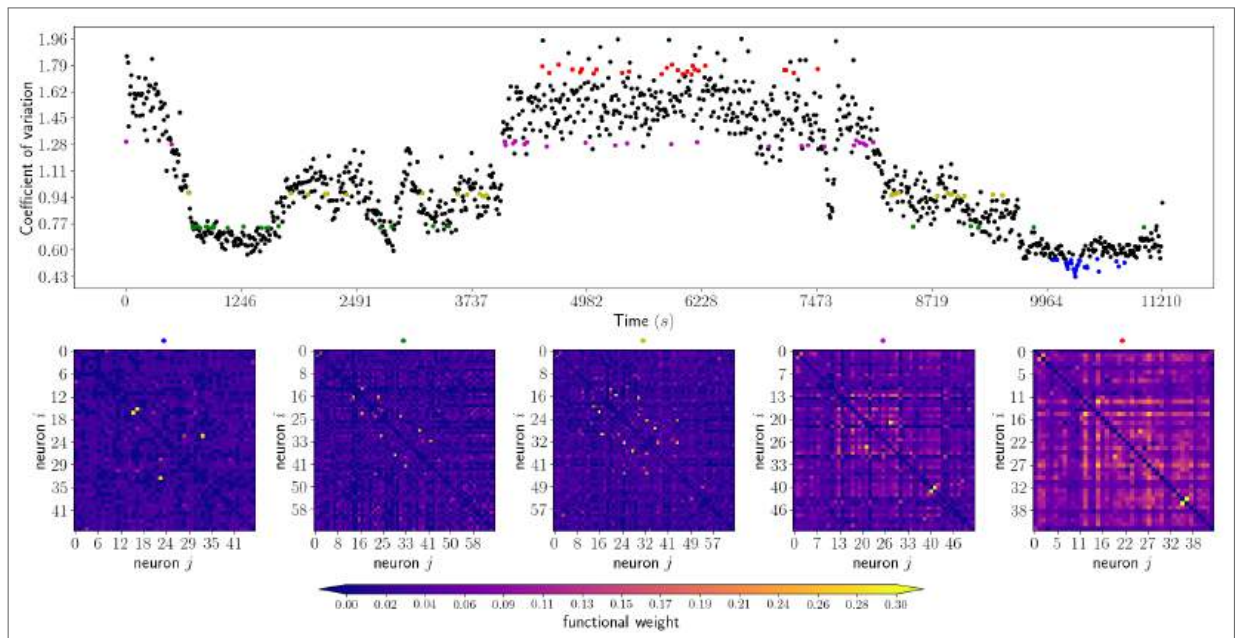 1.96
1.79
1.62
1.45
1.28
1.11
0.94
0.77
0.60
0.43
Coefficient of variation
0 1246 2491 3737 4982 6228 7473 8719 9964 11210
Time (s)
0
6
12
18
24
29
35
41
neuron i
0 6 12 18 24 29 35 41
neuron j
0
8
16
25
33
41
50
58
neuron i
0 8 16 25 33 41 50 58
neuron j
0
8
16
24
32
41
49
57
neuron i
0 8 16 24 32 41 49 57
neuron j
0
7
13
20
27
33
40
46
neuron i
0 7 13 20 27 33 40 46
neuron j
0
5
11
16
22
27
33
38
neuron i
0 5 11 16 22 27 32 38
neuron j
0.00 0.02 0.04 0.06 0.09 0.11 0.13 0.15 0.17 0.19 0.21 0.24 0.26 0.28 0.30
functional weight